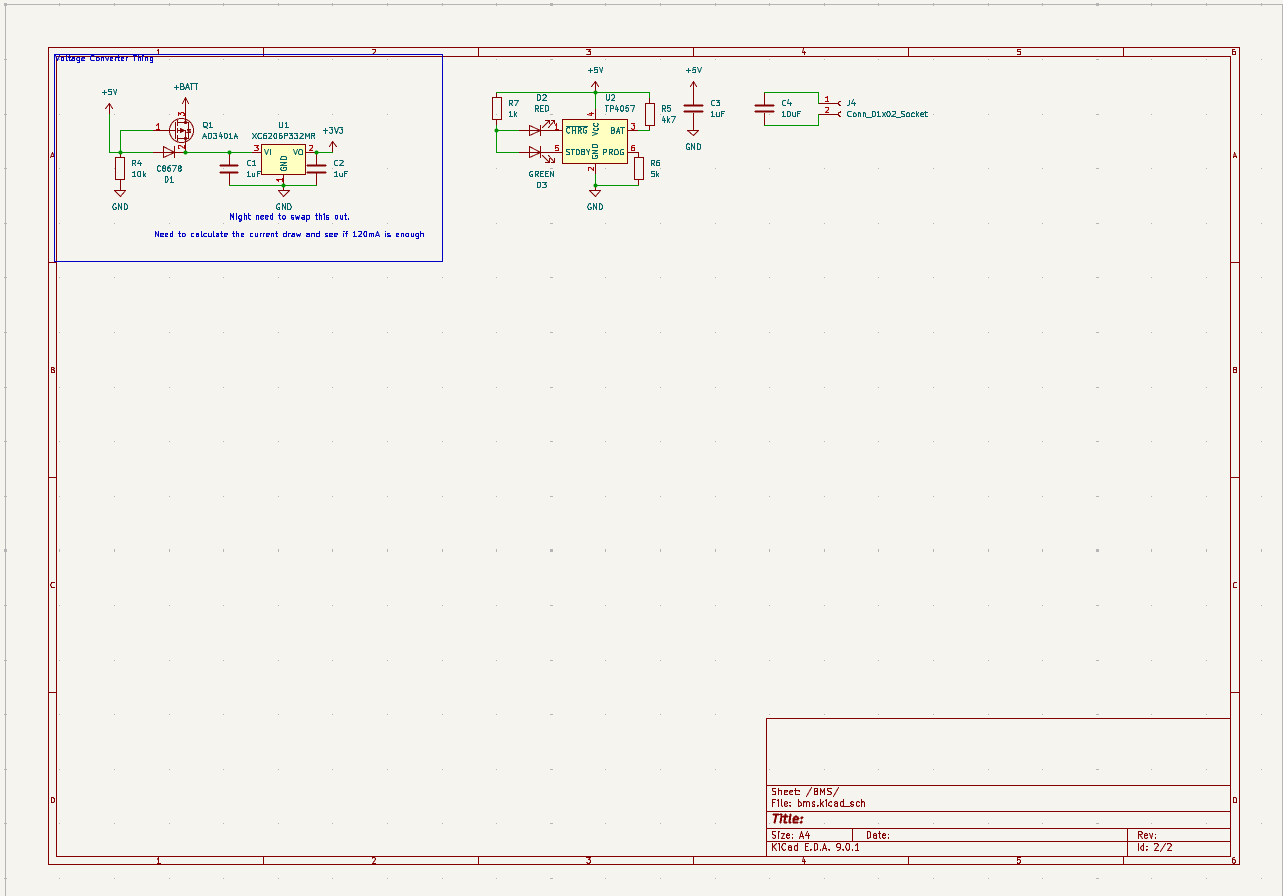 1 2 3 4 5 6
Voltage Converter Thing
+5V
+BATT
3
1
Q1
AO3401A
2
R4
10k
C8678
D1
GND
C1
1uF
U1
XC6206P332MR
3 VI VO 2
GND
1
+3V3
C2
1uF
GND
Might need to swap this out.
Need to calculate the current draw and see if 120mA is enough
+5V
R7
1k
D2
RED
U2
TP4057
4
1 CHRG VCC BAT 3
5 STDBY GND PROG 6
2
R5
4k7
R6
5k
GREEN
D3
GND
+5V
C3
1uF
GND
C4
10uF
1
2
J4
Conn_01x02_Socket
A A
B B
C C
D D
Sheet: /BMS/
File: bms.kicad_sch
Title:
Size: A4 Date: Rev:
KiCad E.D.A. 9.0.1 Id: 2/2
1 2 3 4 5 6